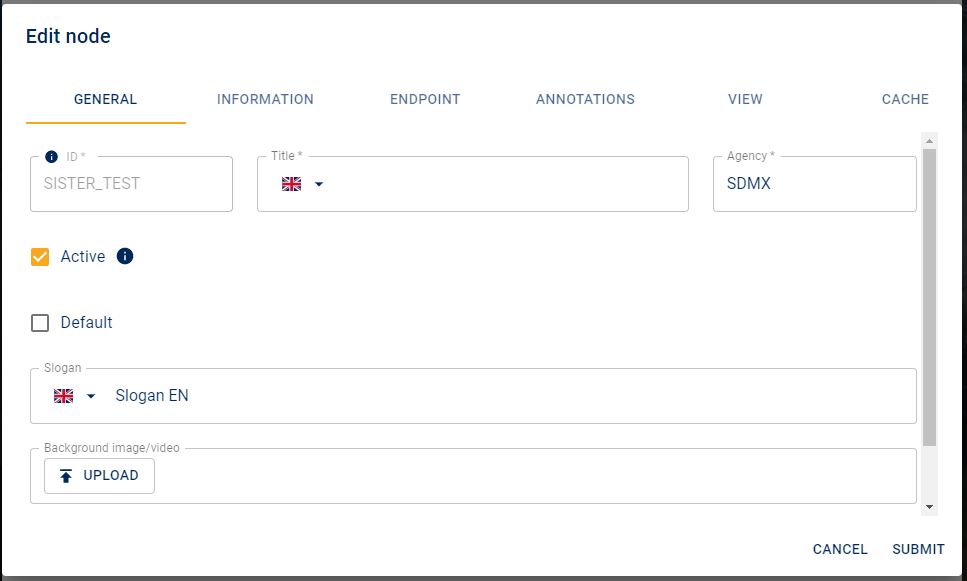 Edit node
GENERAL INFORMATION ENDPOINT ANNOTATIONS VIEW CACHE
ID * Title * Agency *
SISTER_TEST SDMX
Active
Default
Slogan
Slogan EN
Background image/video
UPLOAD
CANCEL SUBMIT